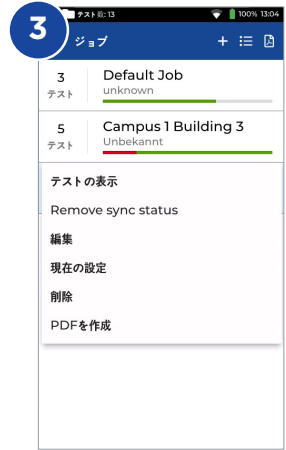 3
テスト数: 13
100% 13:04
ジョブ
3
テスト
Default Job
unknown
5
テスト
Campus 1 Building 3
Unbekannt
テストの表示
Remove sync status
編集
現在の設定
削除
PDFを作成